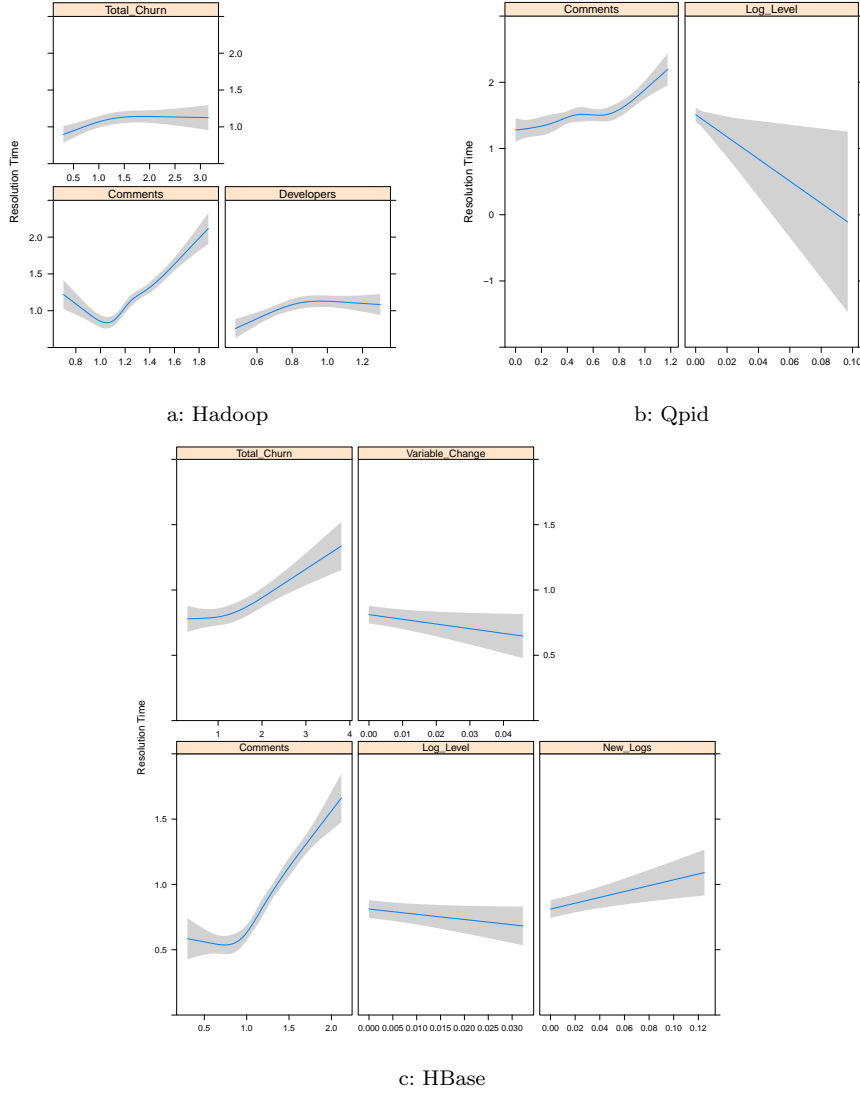 Total_Churn
2.0
1.5
1.0
0.5 1.0 1.5 2.0 2.5 3.0
Resolution Time
Comments Developers
2.0
1.5
1.0
0.8 1.0 1.2 1.4 1.6 1.8 0.6 0.8 1.0 1.2
a: Hadoop
Comments Log_Level
Resolution Time
2
1
0
−1
0.0 0.2 0.4 0.6 0.8 1.0 1.2 0.00 0.02 0.04 0.06 0.08 0.10
b: Qpid
Total_Churn Variable_Change
1.5
1.0
0.5
1 2 3 4 0.00 0.01 0.02 0.03 0.04
Resolution Time
Comments Log_Level New_Logs
1.5
1.0
0.5
0.5 1.0 1.5 2.0 0.000 0.005 0.010 0.015 0.020 0.025 0.030 0.00 0.02 0.04 0.06 0.08 0.10 0.12
c: HBase